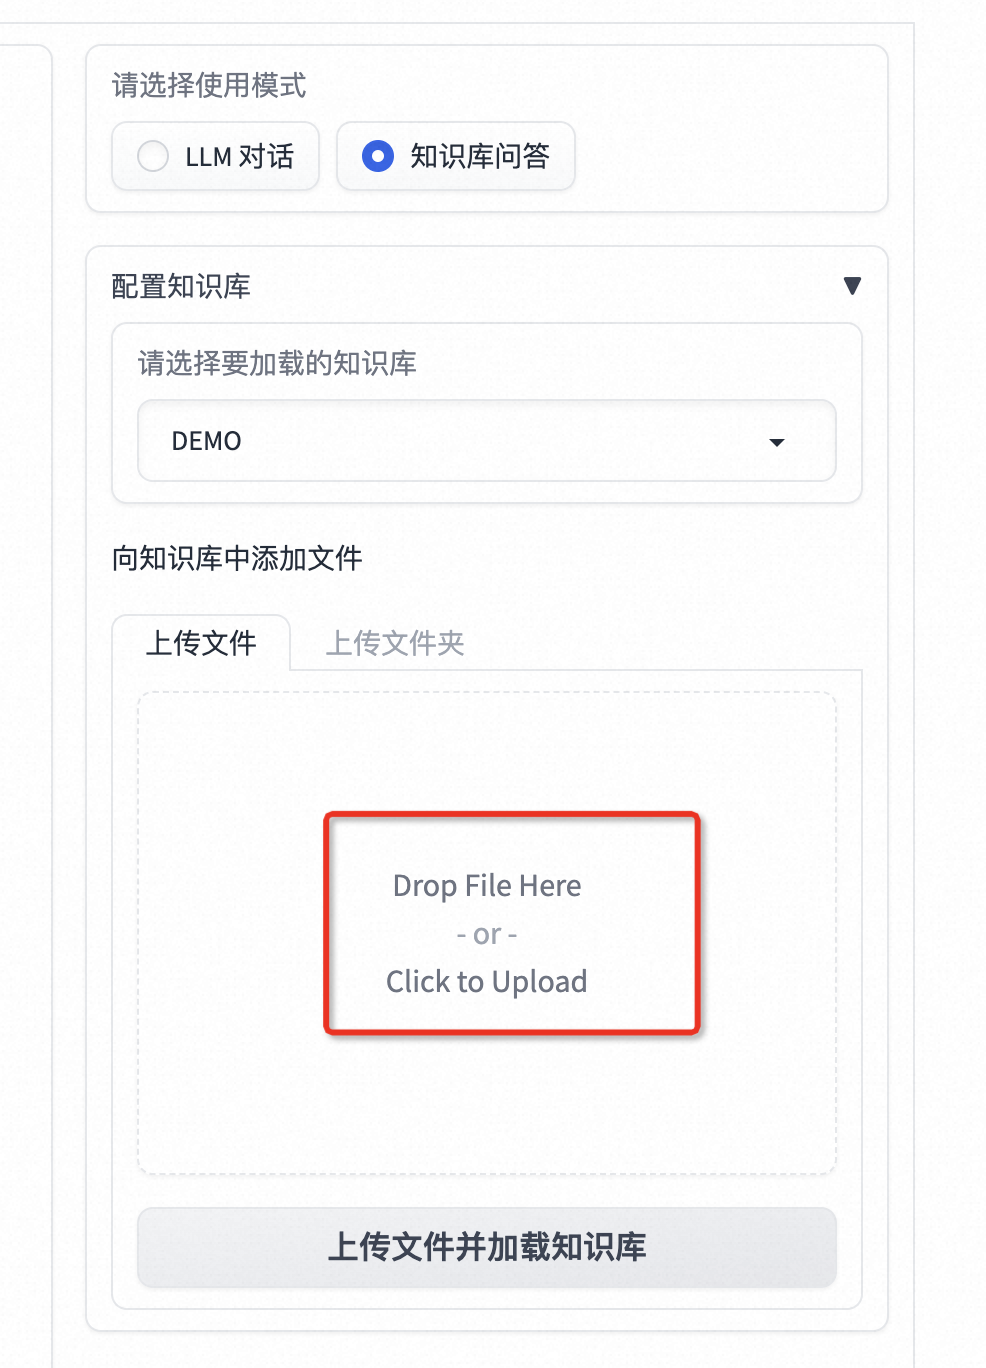 请选择使用模式
LLM 对话
知识库问答
配置知识库
请选择要加载的知识库
DEMO
向知识库中添加文件
上传文件
上传文件夹
Drop File Here
- or -
Click to Upload
上传文件并加载知识库